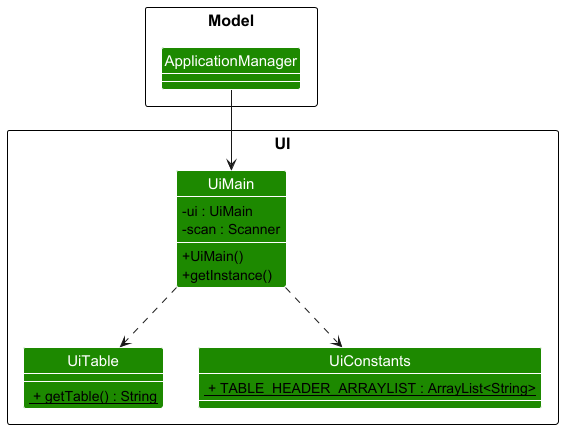 Model
ApplicationManager
UI
UiMain
-ui : UiMain
-scan : Scanner
+UiMain()
+getInstance()
UiTable
+ getTable() : String
UiConstants
+ TABLE_HEADER_ARRAYLIST : ArrayList<String>